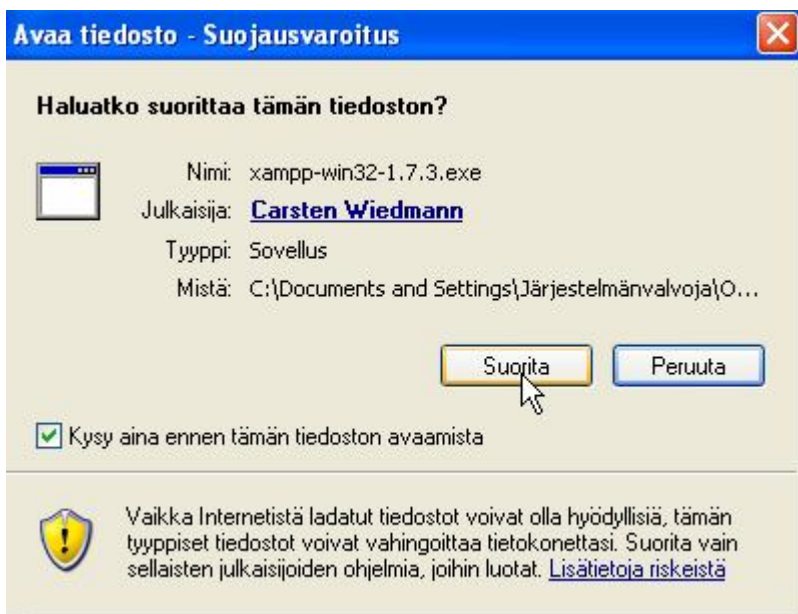 Avaa tiedosto - Suojausvaroitus
Haluatko suorittaa tämän tiedoston?
Nimi: xampp-win32-1.7.3.exe
Julkaisija: Carsten Wiedmann
Tyyppi: Sovellus
Mistä: C:\Documents and Settings\Järjestelmänvalvoja\O...
Suorita Peruuta
Kysy aina ennen tämän tiedoston avaamista
Vaikka Internetistä ladatut tiedostot voivat olla hyödyllisiä, tämän
tyyppiset tiedostot voivat vahingoittaa tietokonettasi. Suorita vain
sellaisten julkaisijoiden ohjelmia, joihin luotat. Lisätietoja riskeistä